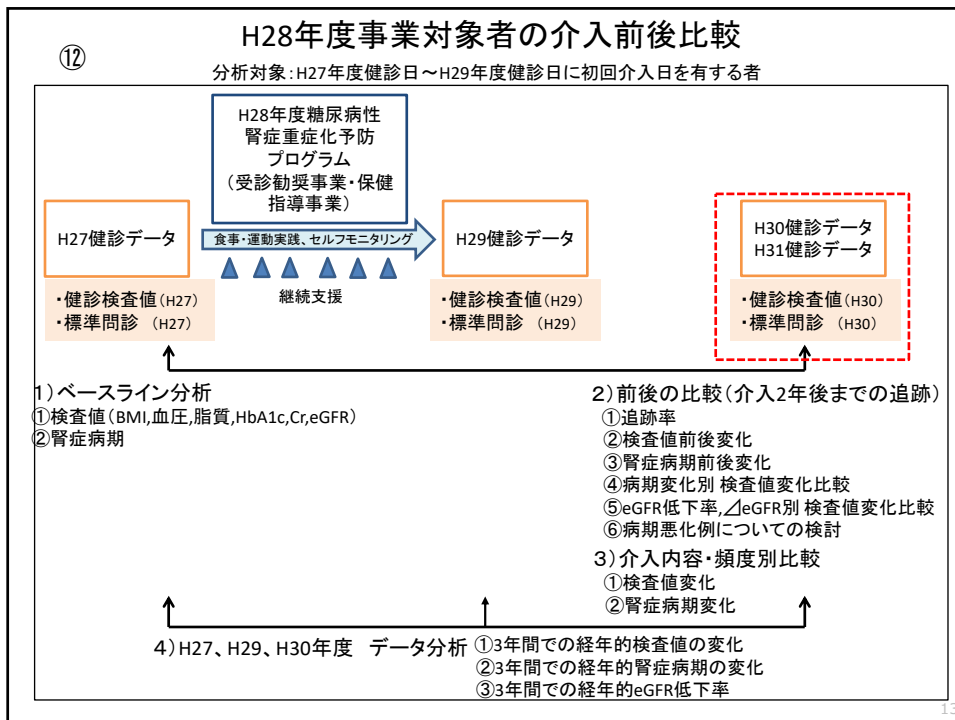 H28年度事業対象者の介入前後比較
⑫
分析対象:H27年度健診日～H29年度健診日に初回介入日を有する者
H28年度糖尿病性
腎症重症化予防
プログラム
(受診勧奨事業・保健
指導事業)
H27健診データ
食事・運動実践、セルフモニタリング
H29健診データ
H30健診データ
H31健診データ
継続支援
・健診検査値(H27)
・標準問診 (H27)
・健診検査値(H29)
・標準問診 (H29)
・健診検査値(H30)
・標準問診 (H30)
1)ベースライン分析
①検査値(BMI,血圧,脂質,HbA1c,Cr,eGFR)
②腎症病期
2)前後の比較(介入2年後までの追跡)
①追跡率
②検査値前後変化
③腎症病期前後変化
④病期変化別 検査値変化比較
⑤eGFR低下率,⊿eGFR別 検査値変化比較
⑥病期悪化例についての検討
3)介入内容・頻度別比較
①検査値変化
②腎症病期変化
4)H27、H29、H30年度 データ分析
①3年間での経年的検査値の変化
②3年間での経年的腎症病期の変化
③3年間での経年的eGFR低下率
13